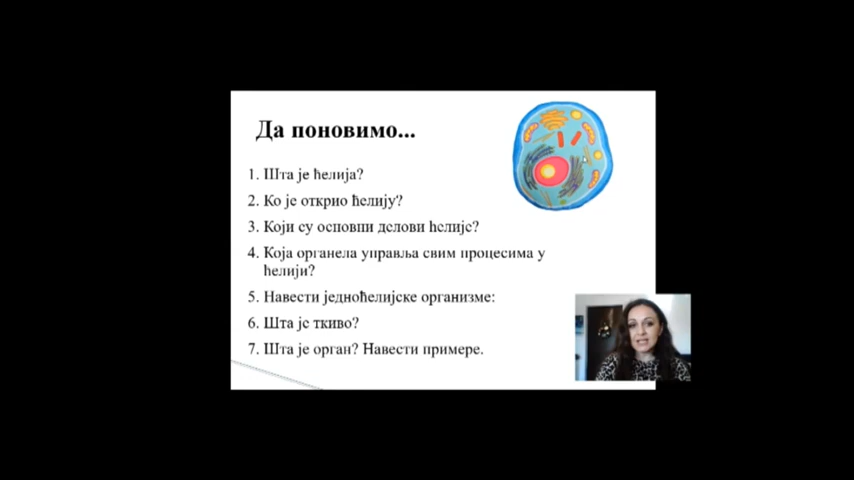 Да поновимо...
1. Шта је ћелија?
2. Ко је открио ћелију?
3. Који су основни делови ћелије?
4. Која органела управља свим процесима у
ћелији?
5. Навести једноћелијске организме:
6. Шта је ткиво?
7. Шта је орган? Навести примере.